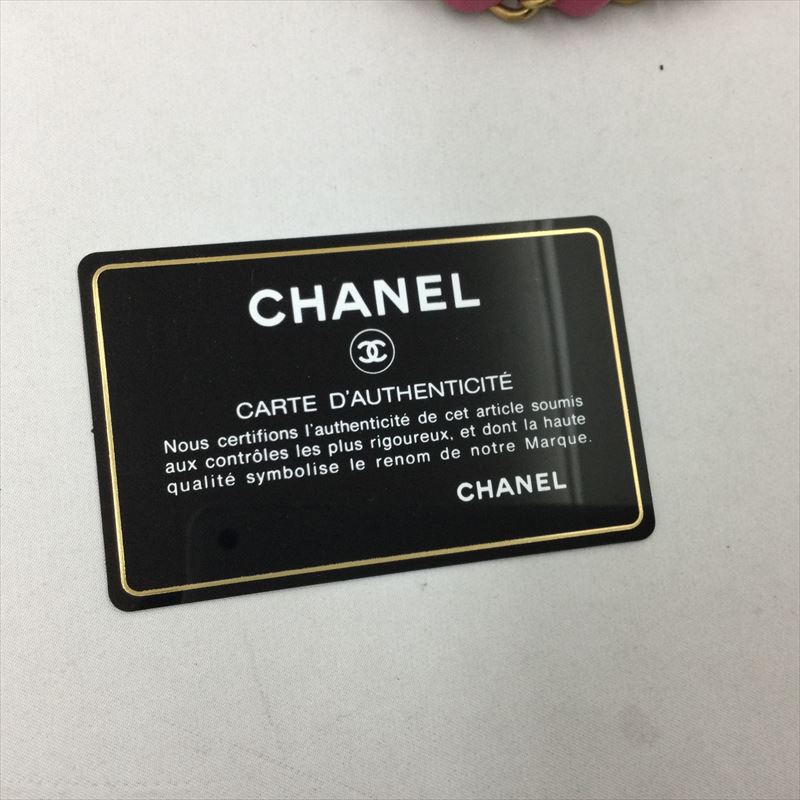 CHANEL
CARTE D'AUTHENTICITÉ
Nous certifions l'authenticité de cet article soumis
aux contrôles les plus rigoureux, et dont la haute
qualité symbolise le renom de notre Marque.
CHANEL